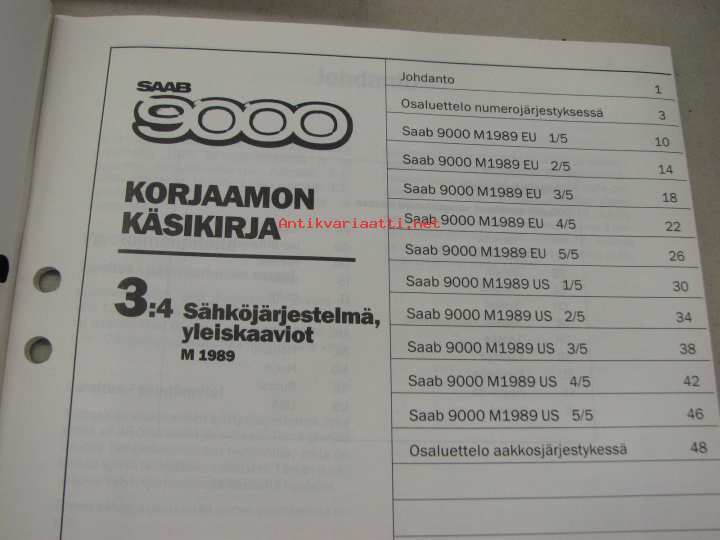 SAAB
9000
KORJAAMON
KÄSIKIRJA
Antikvariaatti.net
3:4 Sähköjärjestelmä,
yleiskaaviot
M 1989
Johdanto 1
Osaluettelo numerojärjestyksessä 3
Saab 9000 M1989 EU 1/5 10
Saab 9000 M1989 EU 2/5 14
Saab 9000 M1989 EU 3/5 18
Saab 9000 M1989 EU 4/5 22
Saab 9000 M1989 EU 5/5 26
Saab 9000 M1989 US 1/5 30
Saab 9000 M1989 US 2/5 34
Saab 9000 M1989 US 3/5 38
Saab 9000 M1989 US 4/5 42
Saab 9000 M1989 US 5/5 46
Osaluettelo aakkosjärjestykessä 48